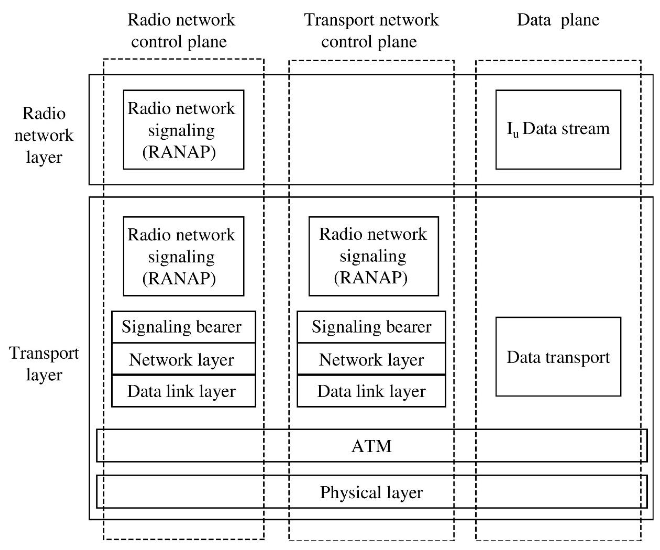 Radio network
control plane
Transport network
control plane
Data plane
Radio
network
layer
Radio network
signaling
(RANAP)
Iu Data stream
Transport
layer
Radio network
signaling
(RANAP)
Radio network
signaling
(RANAP)
Signaling bearer
Network layer
Data link layer
Signaling bearer
Network layer
Data link layer
Data transport
ATM
Physical layer